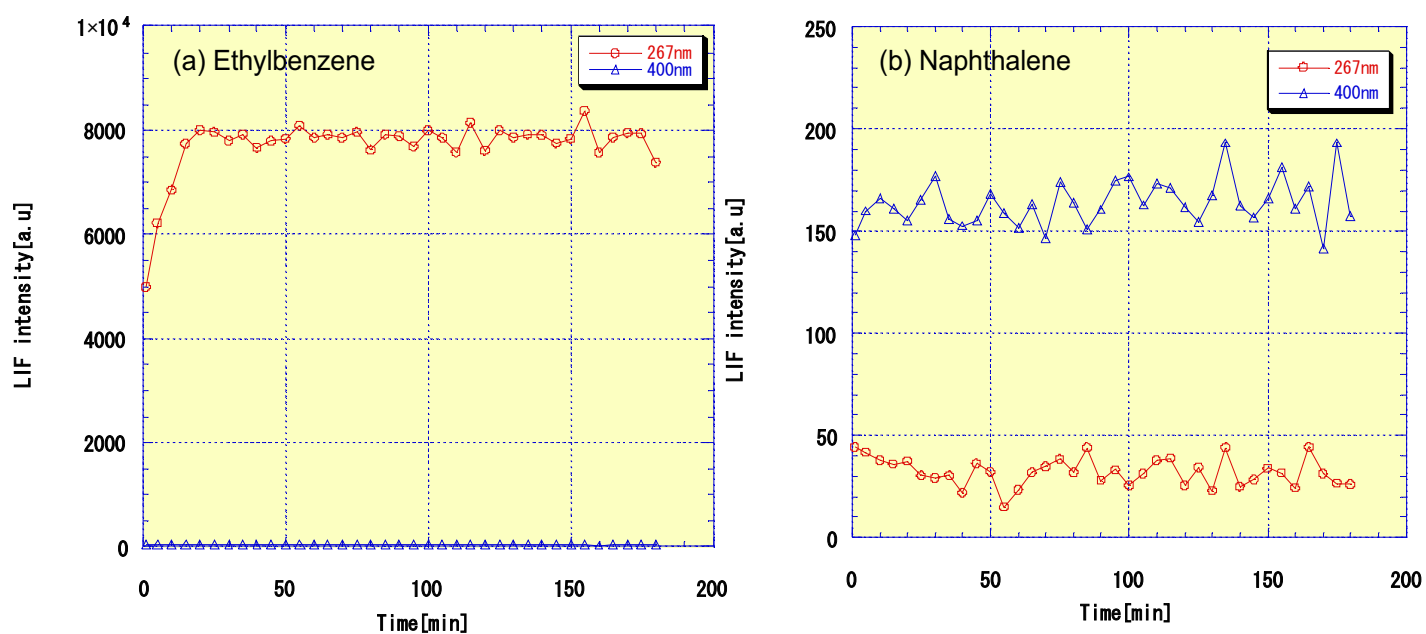 (a) Ethylbenzene
267nm
400nm
1×10⁴
8000
6000
4000
2000
0
LIF intensity[a.u]
0 50 100 150 200
Time[min]
(b) Naphthalene
267nm
400nm
250
200
150
100
50
0
LIF intensity[a.u]
0 50 100 150 200
Time[min]